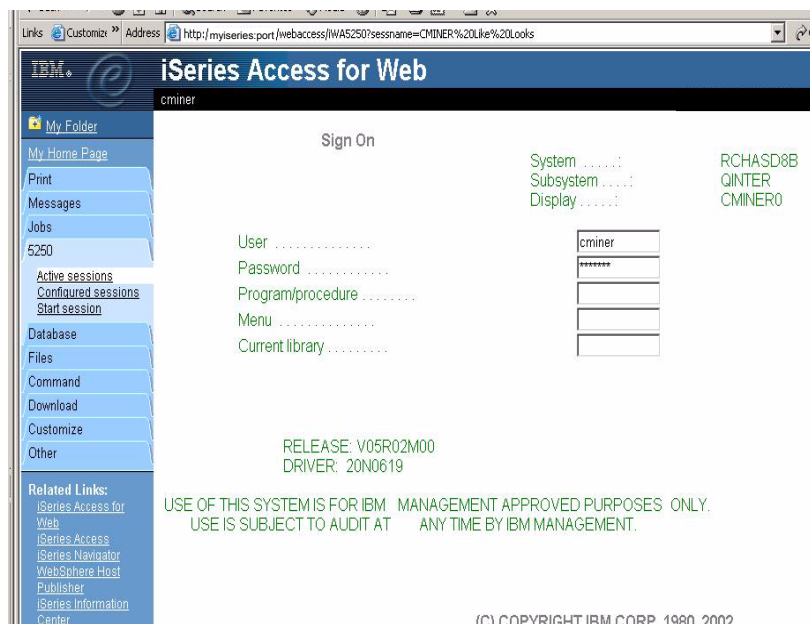 Links Customize » Address http://myiseries:port/webaccess/iWA5250?sessname=CMINER%20Like%20Looks
IBM
iSeries Access for Web
cminer
My Folder
My Home Page
Print
Messages
Jobs
5250
Active sessions
Configured sessions
Start session
Database
Files
Command
Download
Customize
Other
Related Links:
iSeries Access for
Web
iSeries Access
iSeries Navigator
WebSphere Host
Publisher
iSeries Information
Center
Sign On
System . . . . . : RCHASD8B
Subsystem . . . . : QINTER
Display . . . . . : CMINER0
User . . . . . . . . . . . . . . cminer
Password . . . . . . . . . . . . *******
Program/procedure . . . . . . . .
Menu . . . . . . . . . . . . . .
Current library . . . . . . . . .
RELEASE: V05R02M00
DRIVER: 20N0619
USE OF THIS SYSTEM IS FOR IBM MANAGEMENT APPROVED PURPOSES ONLY.
USE IS SUBJECT TO AUDIT AT ANY TIME BY IBM MANAGEMENT.
(C) COPYRIGHT IBM CORP. 1980, 2002